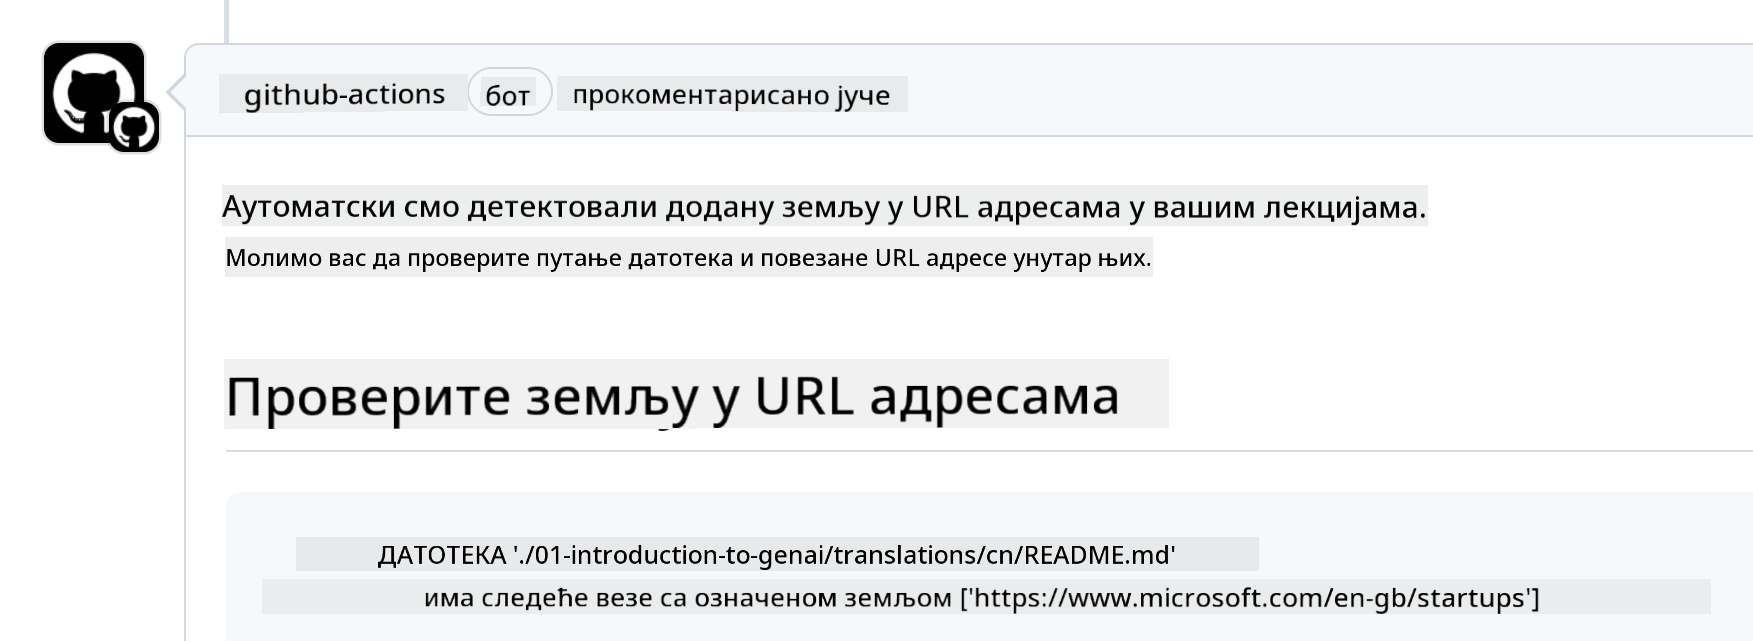 github-actions бот прокоментарисано јуче
Аутоматски смо детектовали додану земљу у URL адресама у вашим лекцијама.
Молимо вас да проверите путање датотека и повезане URL адресе унутар њих.
Проверите земљу у URL адресама
ДАТОТЕКА './01-introduction-to-genai/translations/cn/README.md'
има следеће везе са означеном земљом ['https://www.microsoft.com/en-gb/startups']